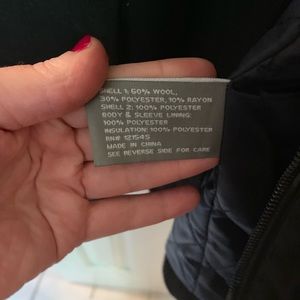 SHELL 1: 60% WOOL,
30% POLYESTER, 10% RAYON
SHELL 2: 100% POLYESTER
BODY & SLEEVE LINING:
100% POLYESTER
INSULATION: 100% POLYESTER
RN# 121545
MADE IN CHINA
SEE REVERSE SIDE FOR CARE